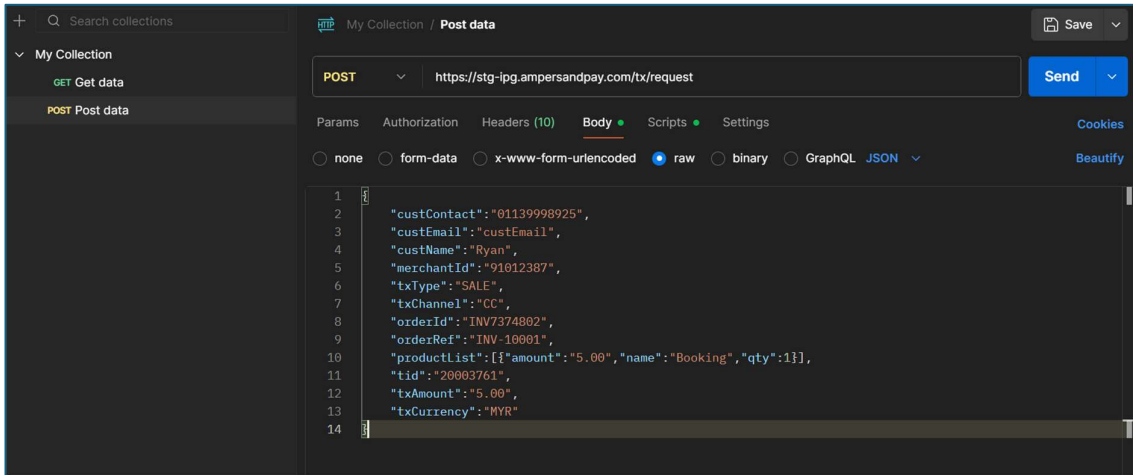 Search collections
My Collection
GET Get data
POST Post data
HTTP My Collection / Post data
Save
POST https://stg-ipg.ampersandpay.com/tx/request
Send
Params Authorization Headers (10) Body Scripts Settings Cookies
none form-data x-www-form-urlencoded raw binary GraphQL JSON Beautify
1 {
2 "custContact":"01139998925",
3 "custEmail":"custEmail",
4 "custName":"Ryan",
5 "merchantId":"91012387",
6 "txType":"SALE",
7 "txChannel":"CC",
8 "orderId":"INV7374802",
9 "orderRef":"INV-10001",
10 "productList":[{"amount":"5.00","name":"Booking","qty":1}],
11 "tid":"20003761",
12 "txAmount":"5.00",
13 "txCurrency":"MYR"
14 }